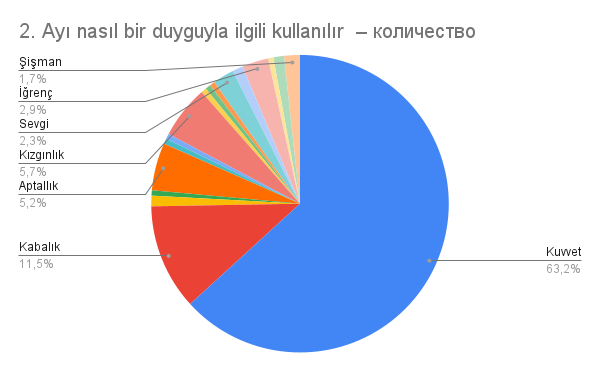 2. Ayı nasıl bir duyguyla ilgili kullanılır  – количество
Şişman
1,7%
İğrenç
2,9%
Sevgi
2,3%
Kızgınlık
5,7%
Aptallık
5,2%
Kabalık
11,5%
Kuvvet
63,2%